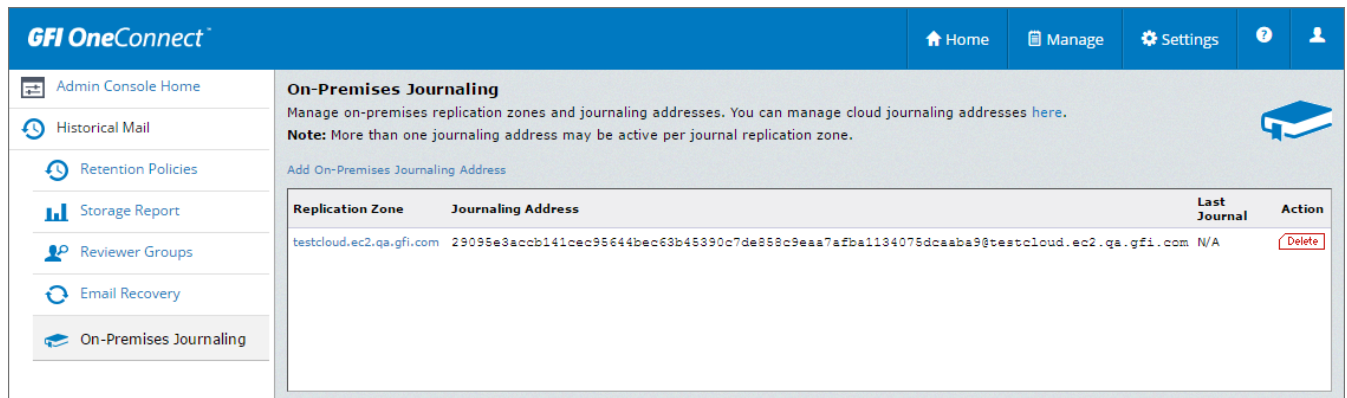 GFI OneConnect™
Home
Manage
Settings
?
Admin Console Home
Historical Mail
Retention Policies
Storage Report
Reviewer Groups
Email Recovery
On-Premises Journaling
On-Premises Journaling
Manage on-premises replication zones and journaling addresses. You can manage cloud journaling addresses here.
Note: More than one journaling address may be active per journal replication zone.
Add On-Premises Journaling Address
Replication Zone Journaling Address Last Journal Action
testcloud.ec2.qa.gfi.com 29095e3accb141cec95644bec63b45390c7de858c9eaa7afba1134075dcaaba9@testcloud.ec2.qa.gfi.com N/A Delete